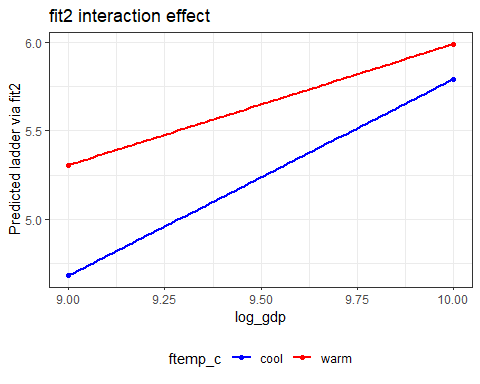 fit2 interaction effect
Predicted ladder via fit2
6.0
5.5
5.0
9.00 9.25 9.50 9.75 10.00
log_gdp
ftemp_c cool warm